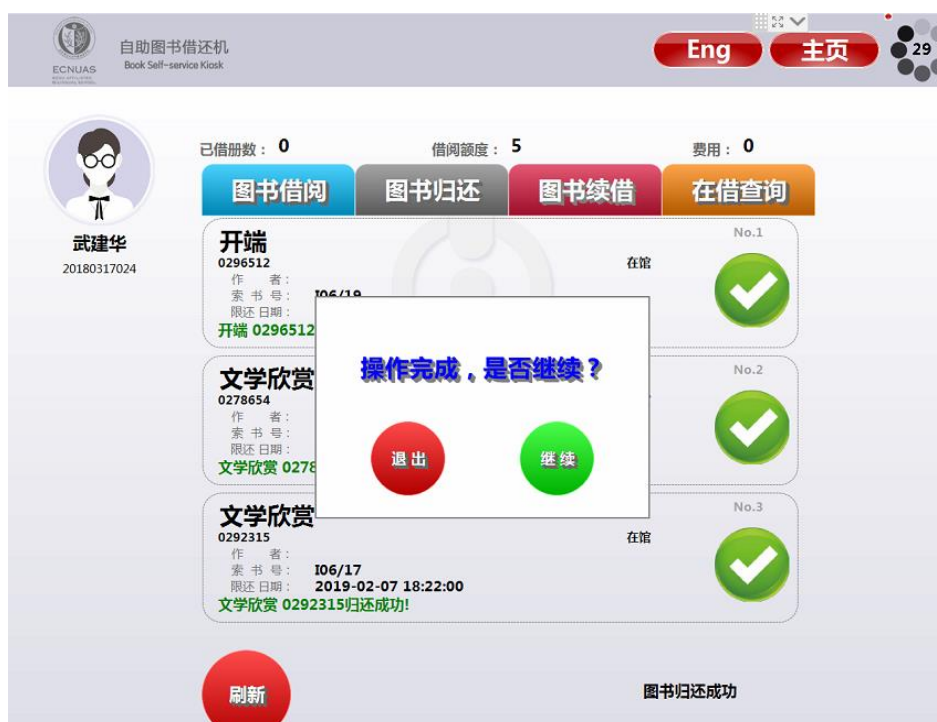 ECNUAS
自助图书借还机
Book Self-service Kiosk
Eng
主页
29
已借册数： 0
借阅额度： 5
费用： 0
图书借阅
图书归还
图书续借
在借查询
武建华
20180317024
开端
No.1
0296512
在馆
作 者：
索 书 号： I06/19
限还日期：
开端 0296512
文学欣赏
No.2
0278654
作 者：
索 书 号：
限还日期：
文学欣赏 0278
操作完成，是否继续？
退出
继续
文学欣赏
No.3
0292315
在馆
作 者：
索 书 号： I06/17
限还日期： 2019-02-07 18:22:00
文学欣赏 0292315归还成功!
刷新
图书归还成功